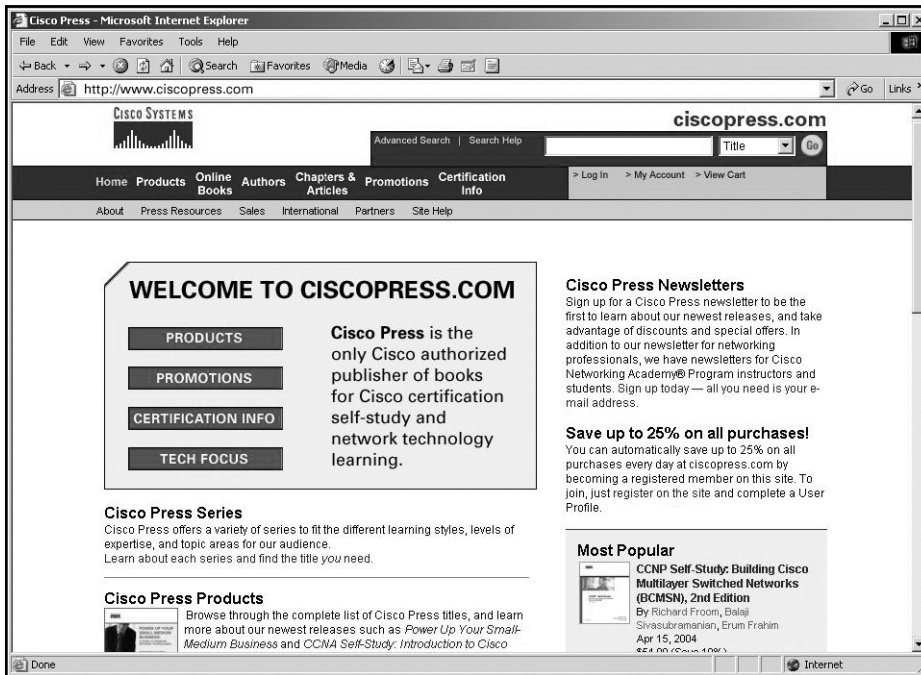 Cisco Press - Microsoft Internet Explorer
File Edit View Favorites Tools Help
Back Search Favorites Media
Address http://www.ciscopress.com Go Links
CISCO SYSTEMS
ciscopress.com
Advanced Search | Search Help Title Go
Home Products Online Books Authors Chapters & Articles Promotions Certification Info
> Log In > My Account > View Cart
About Press Resources Sales International Partners Site Help
WELCOME TO CISCOPRESS.COM
PRODUCTS
PROMOTIONS
CERTIFICATION INFO
TECH FOCUS
Cisco Press is the
only Cisco authorized
publisher of books
for Cisco certification
self-study and
network technology
learning.
Cisco Press Series
Cisco Press offers a variety of series to fit the different learning styles, levels of
expertise, and topic areas for our audience.
Learn about each series and find the title you need.
Cisco Press Products
Browse through the complete list of Cisco Press titles, and learn
more about our newest releases such as Power Up Your Small-
Medium Business and CCNA Self-Study: Introduction to Cisco
Cisco Press Newsletters
Sign up for a Cisco Press newsletter to be the
first to learn about our newest releases, and take
advantage of discounts and special offers. In
addition to our newsletter for networking
professionals, we have newsletters for Cisco
Networking Academy® Program instructors and
students. Sign up today — all you need is your e-
mail address.
Save up to 25% on all purchases!
You can automatically save up to 25% on all
purchases every day at ciscopress.com by
becoming a registered member on this site. To
join, just register on the site and complete a User
Profile.
Most Popular
CCNP Self-Study: Building Cisco
Multilayer Switched Networks
(BCMSN), 2nd Edition
By Richard Froom, Balaji
Sivasubramanian, Erum Frahim
Apr 15, 2004
Done Internet